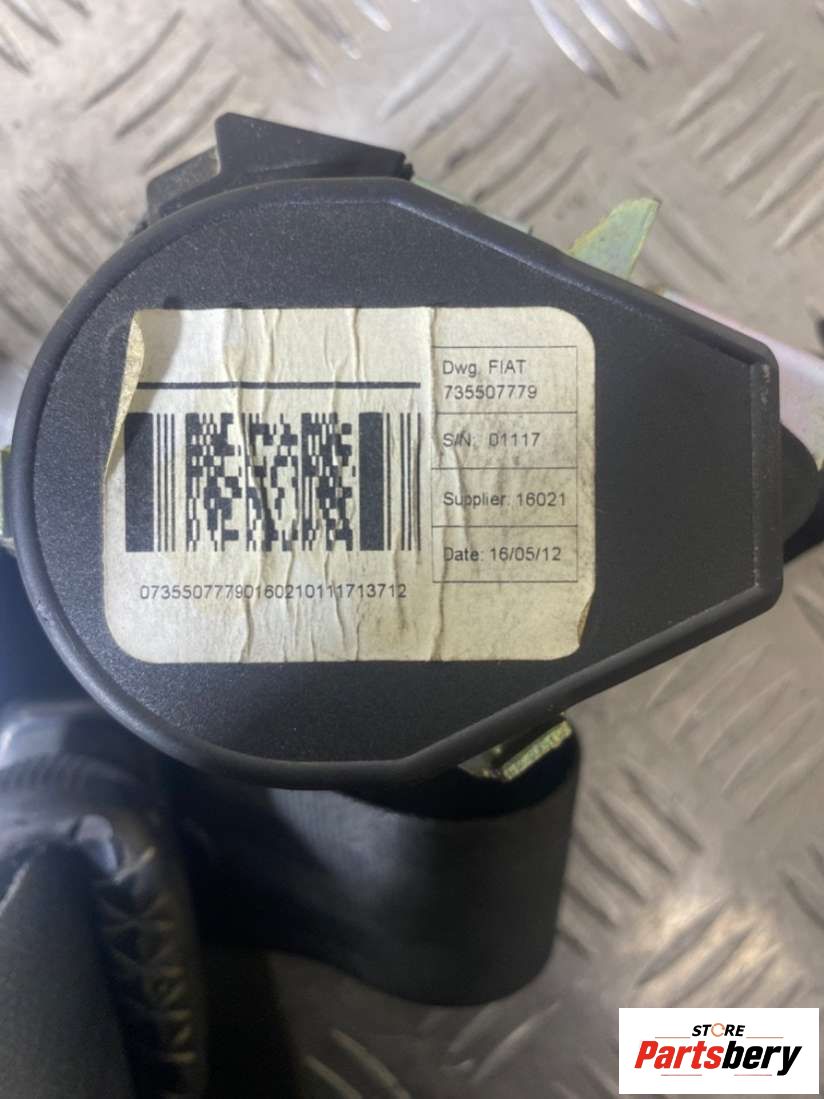 Dwg. FIAT
735507779
S/N: 01117
Supplier: 16021
Date: 16/05/12
07355077790160210111713712
STORE
Partsbery